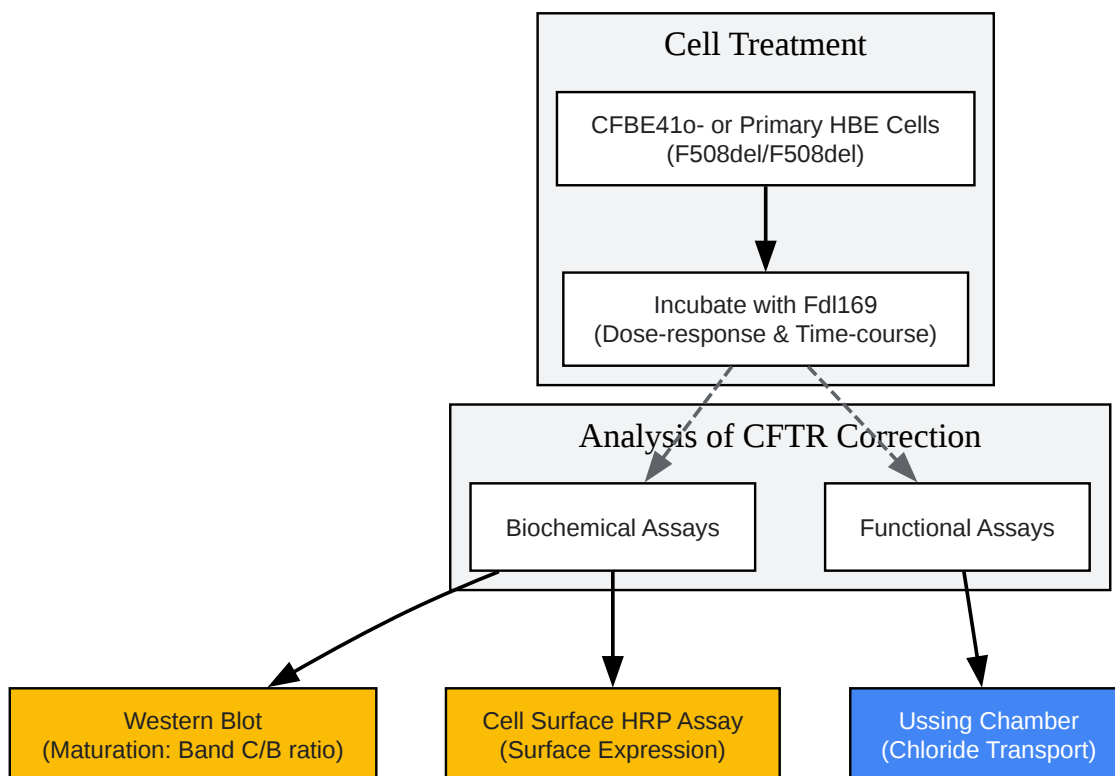 Cell Treatment
CFBE41o- or Primary HBE Cells
(F508del/F508del)
Incubate with Fdl169
(Dose-response & Time-course)
Analysis of CFTR Correction
Biochemical Assays
Functional Assays
Western Blot
(Maturation: Band C/B ratio)
Cell Surface HRP Assay
(Surface Expression)
Ussing Chamber
(Chloride Transport)